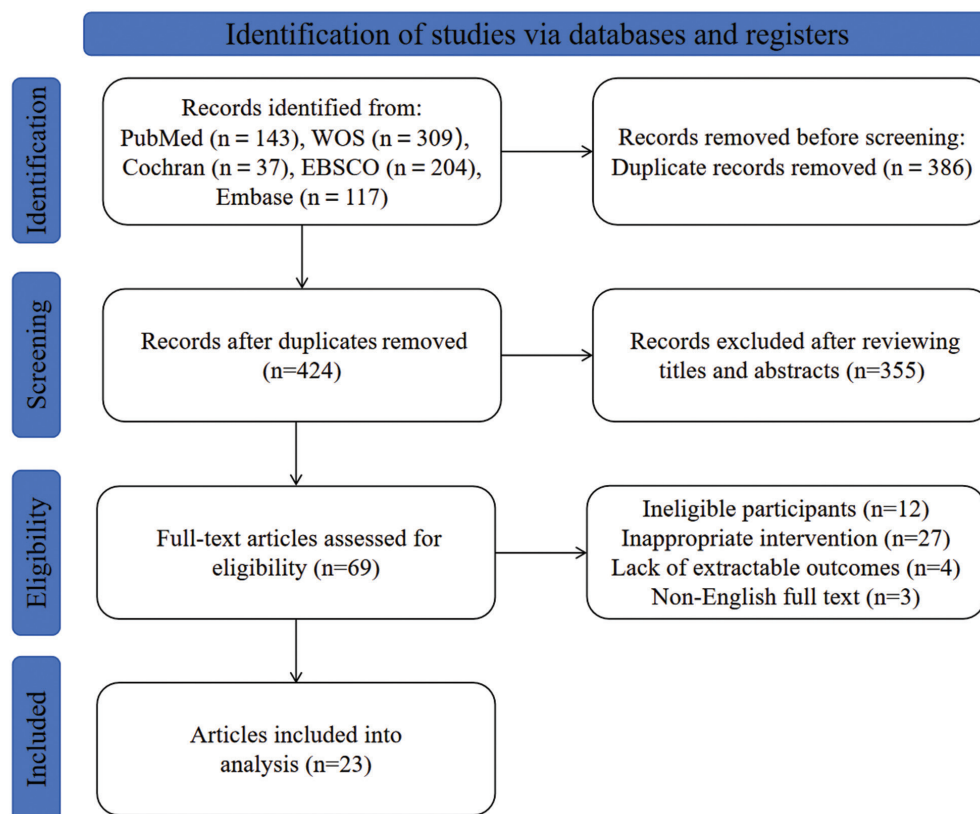 Identification of studies via databases and registers
Identification
Records identified from:
PubMed (n = 143), WOS (n = 309),
Cochran (n = 37), EBSCO (n = 204),
Embase (n = 117)
Records removed before screening:
Duplicate records removed (n = 386)
Screening
Records after duplicates removed
(n=424)
Records excluded after reviewing
titles and abstracts (n=355)
Eligibility
Full-text articles assessed for
eligibility (n=69)
Ineligible participants (n=12)
Inappropriate intervention (n=27)
Lack of extractable outcomes (n=4)
Non-English full text (n=3)
Included
Articles included into
analysis (n=23)